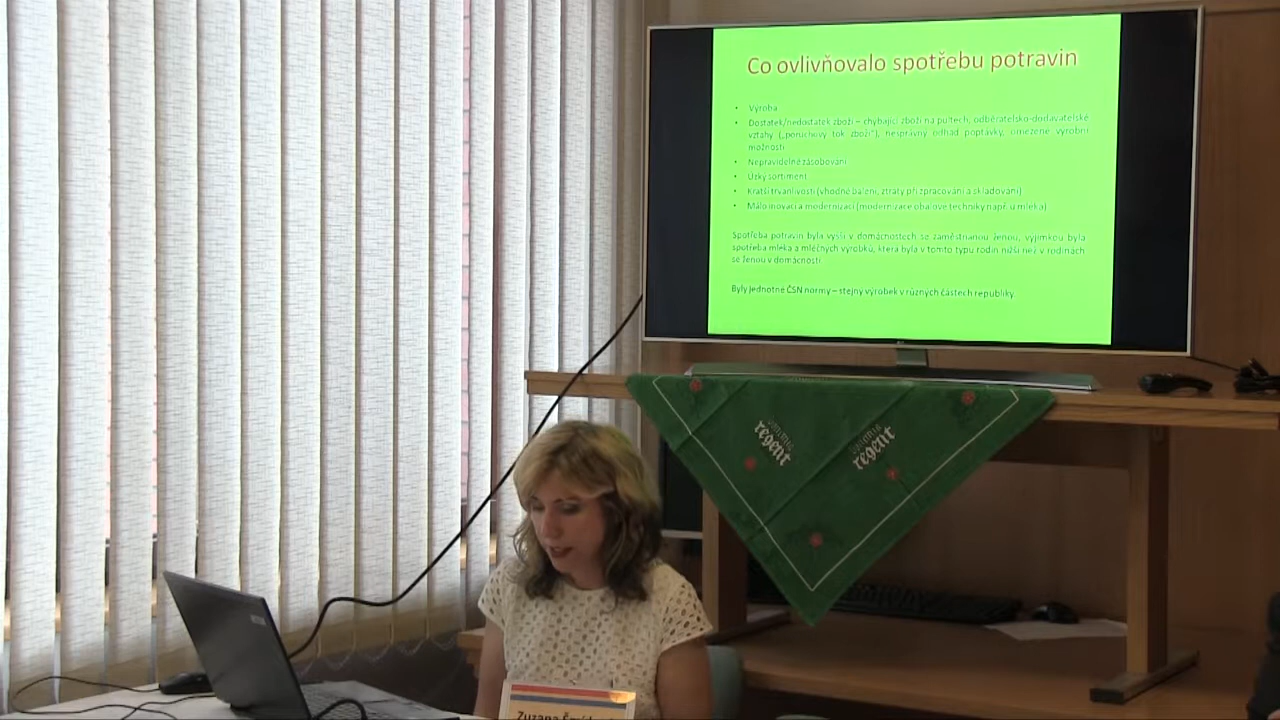 Co ovlivňovalo spotřebu potravin
• Výroba
• Dostatek/nedostatek zboží – chybající zboží na pultech, odběratelsko-dodavatelské
vztahy („poruchový tok zboží"), nesprávný odhad poptávky, omezené výrobní
možnosti
• Nepravidelné zásobování
• Úzký sortiment
• Kratší trvanlivosti (vhodné balení, ztráty při zpracování a skladování)
• Málo inovací a modernizací (modernizace obalové techniky např. u mléka)
Spotřeba potravin byla vyšší v domácnostech se zaměstnanou ženou, výjimkou byla
spotřeba mléka a mléčných výrobků, která byla v tomto typu rodin nižší než v rodinách
se ženou v domácnosti.
Byly jednotné ČSN normy – stejný výrobek v různých částech republiky.
regent
regent
Zuzana